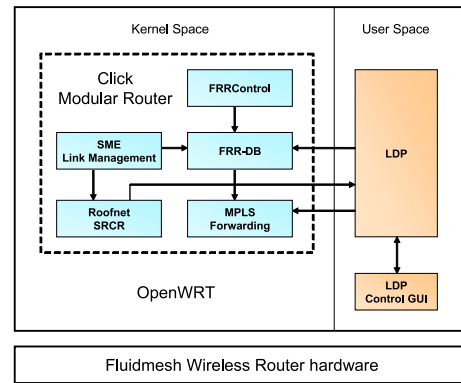 Kernel Space
User Space
Click
Modular Router
FRRControl
SME
Link Management
FRR-DB
LDP
Roofnet
SRCR
MPLS
Forwarding
OpenWRT
LDP
Control GUI
Fluidmesh Wireless Router hardware